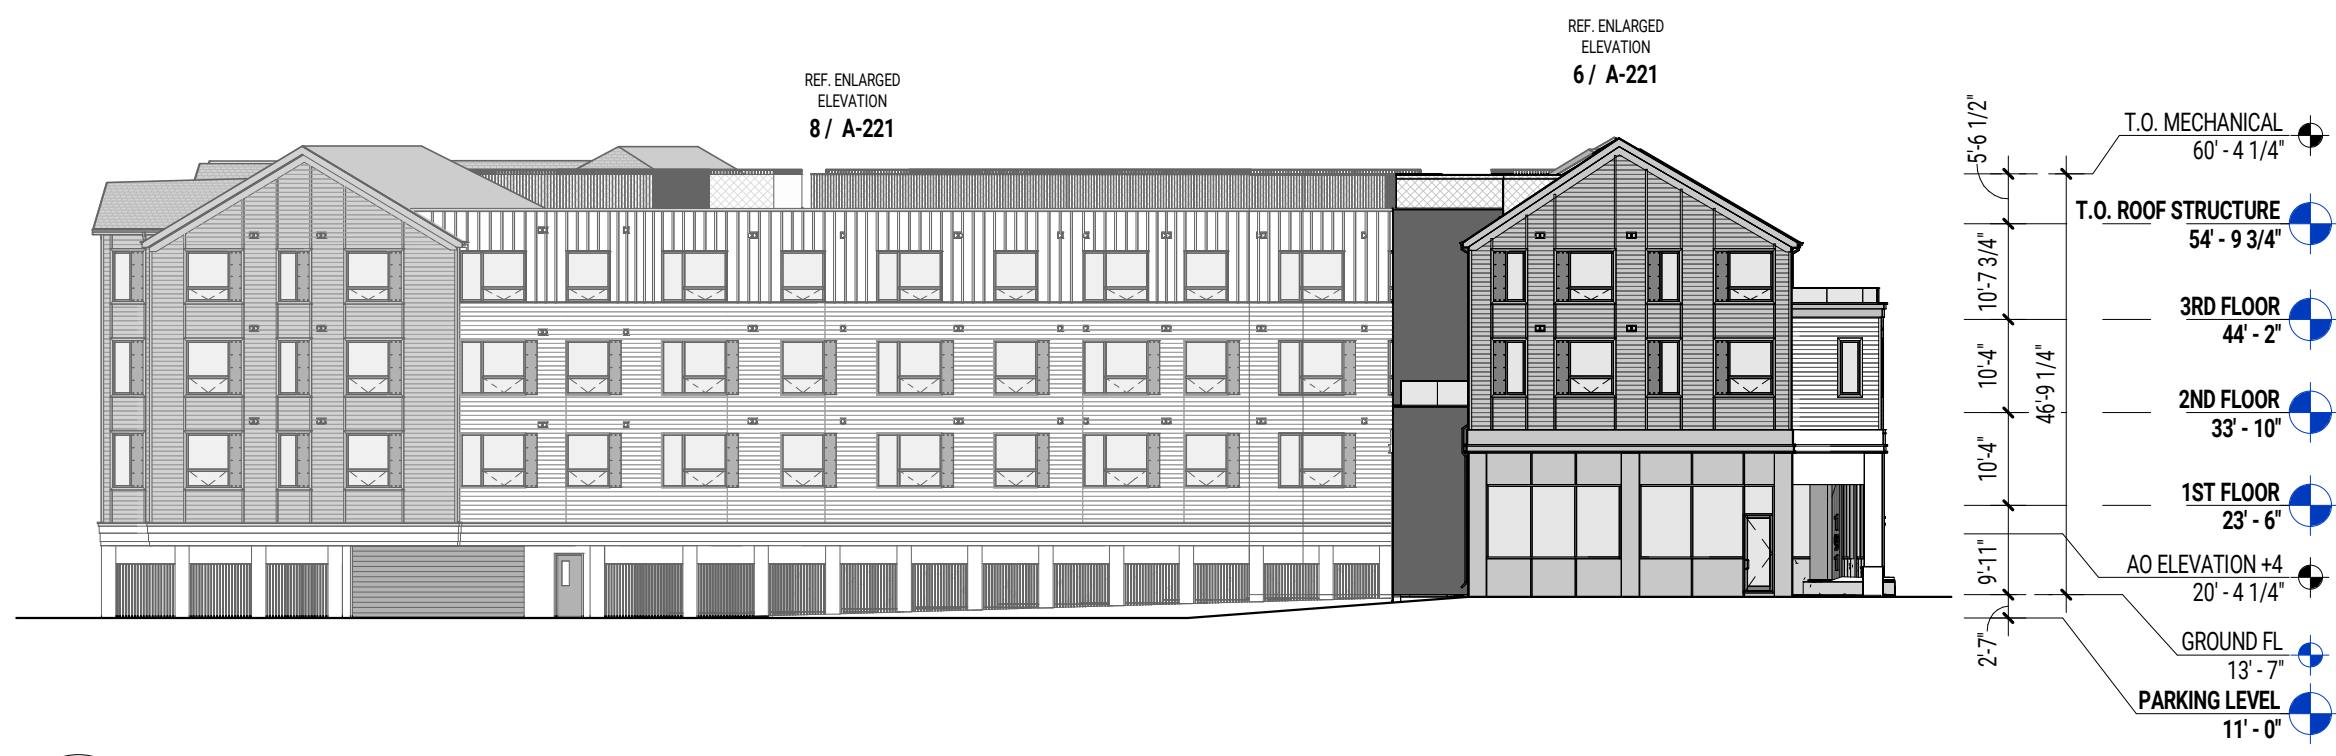 REF. ENLARGED
ELEVATION
6 / A-221
REF. ENLARGED
ELEVATION
8 / A-221
5'-6 1/2"
10'-7 3/4"
10'-4"
10'-4"
9'-11"
2'-7"
46'-9 1/4"
T.O. MECHANICAL
60' - 4 1/4"
T.O. ROOF STRUCTURE
54' - 9 3/4"
3RD FLOOR
44' - 2"
2ND FLOOR
33' - 10"
1ST FLOOR
23' - 6"
AO ELEVATION +4
20' - 4 1/4"
GROUND FL
13' - 7"
PARKING LEVEL
11' - 0"